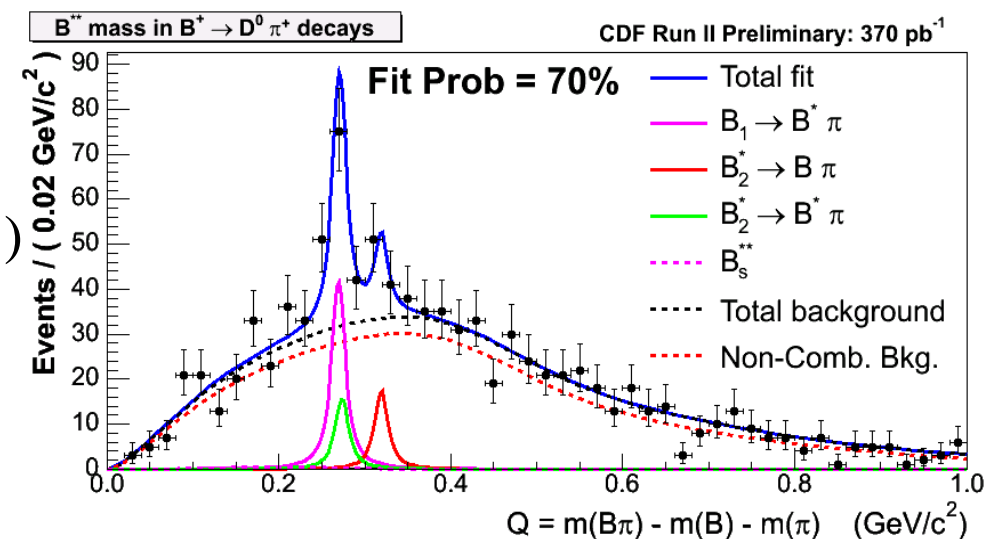 B** mass in B⁺ → D⁰ π⁺ decays
CDF Run II Preliminary: 370 pb⁻¹
Fit Prob = 70%
Total fit
B₁ → B* π
B₂* → B π
B₂* → B* π
Bₛ**
Total background
Non-Comb. Bkg.
)
Events / ( 0.02 GeV/c² )
90
80
70
60
50
40
30
20
10
0
0.0 0.2 0.4 0.6 0.8 1.0
Q = m(Bπ) - m(B) - m(π) (GeV/c²)